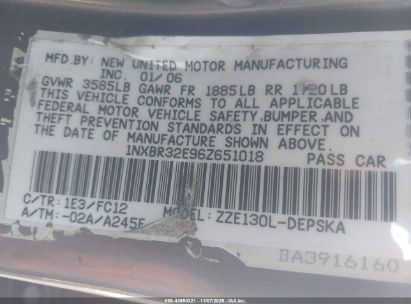 MFD.BY: NEW UNITED MOTOR MANUFACTURING
INC. 01/06
GVWR 3585LB GAWR FR 1885LB RR 1720LB
THIS VEHICLE CONFORMS TO ALL APPLICABLE
FEDERAL MOTOR VEHICLE SAFETY, BUMPER, AND
THEFT PREVENTION STANDARDS IN EFFECT ON
THE DATE OF MANUFACTURE SHOWN ABOVE.
1NXBR32E96Z651018 PASS CAR
C/TR: 1E3/FC12
A/TM: -02A/A245E ZZE130L-DEPSKA
BA3916160